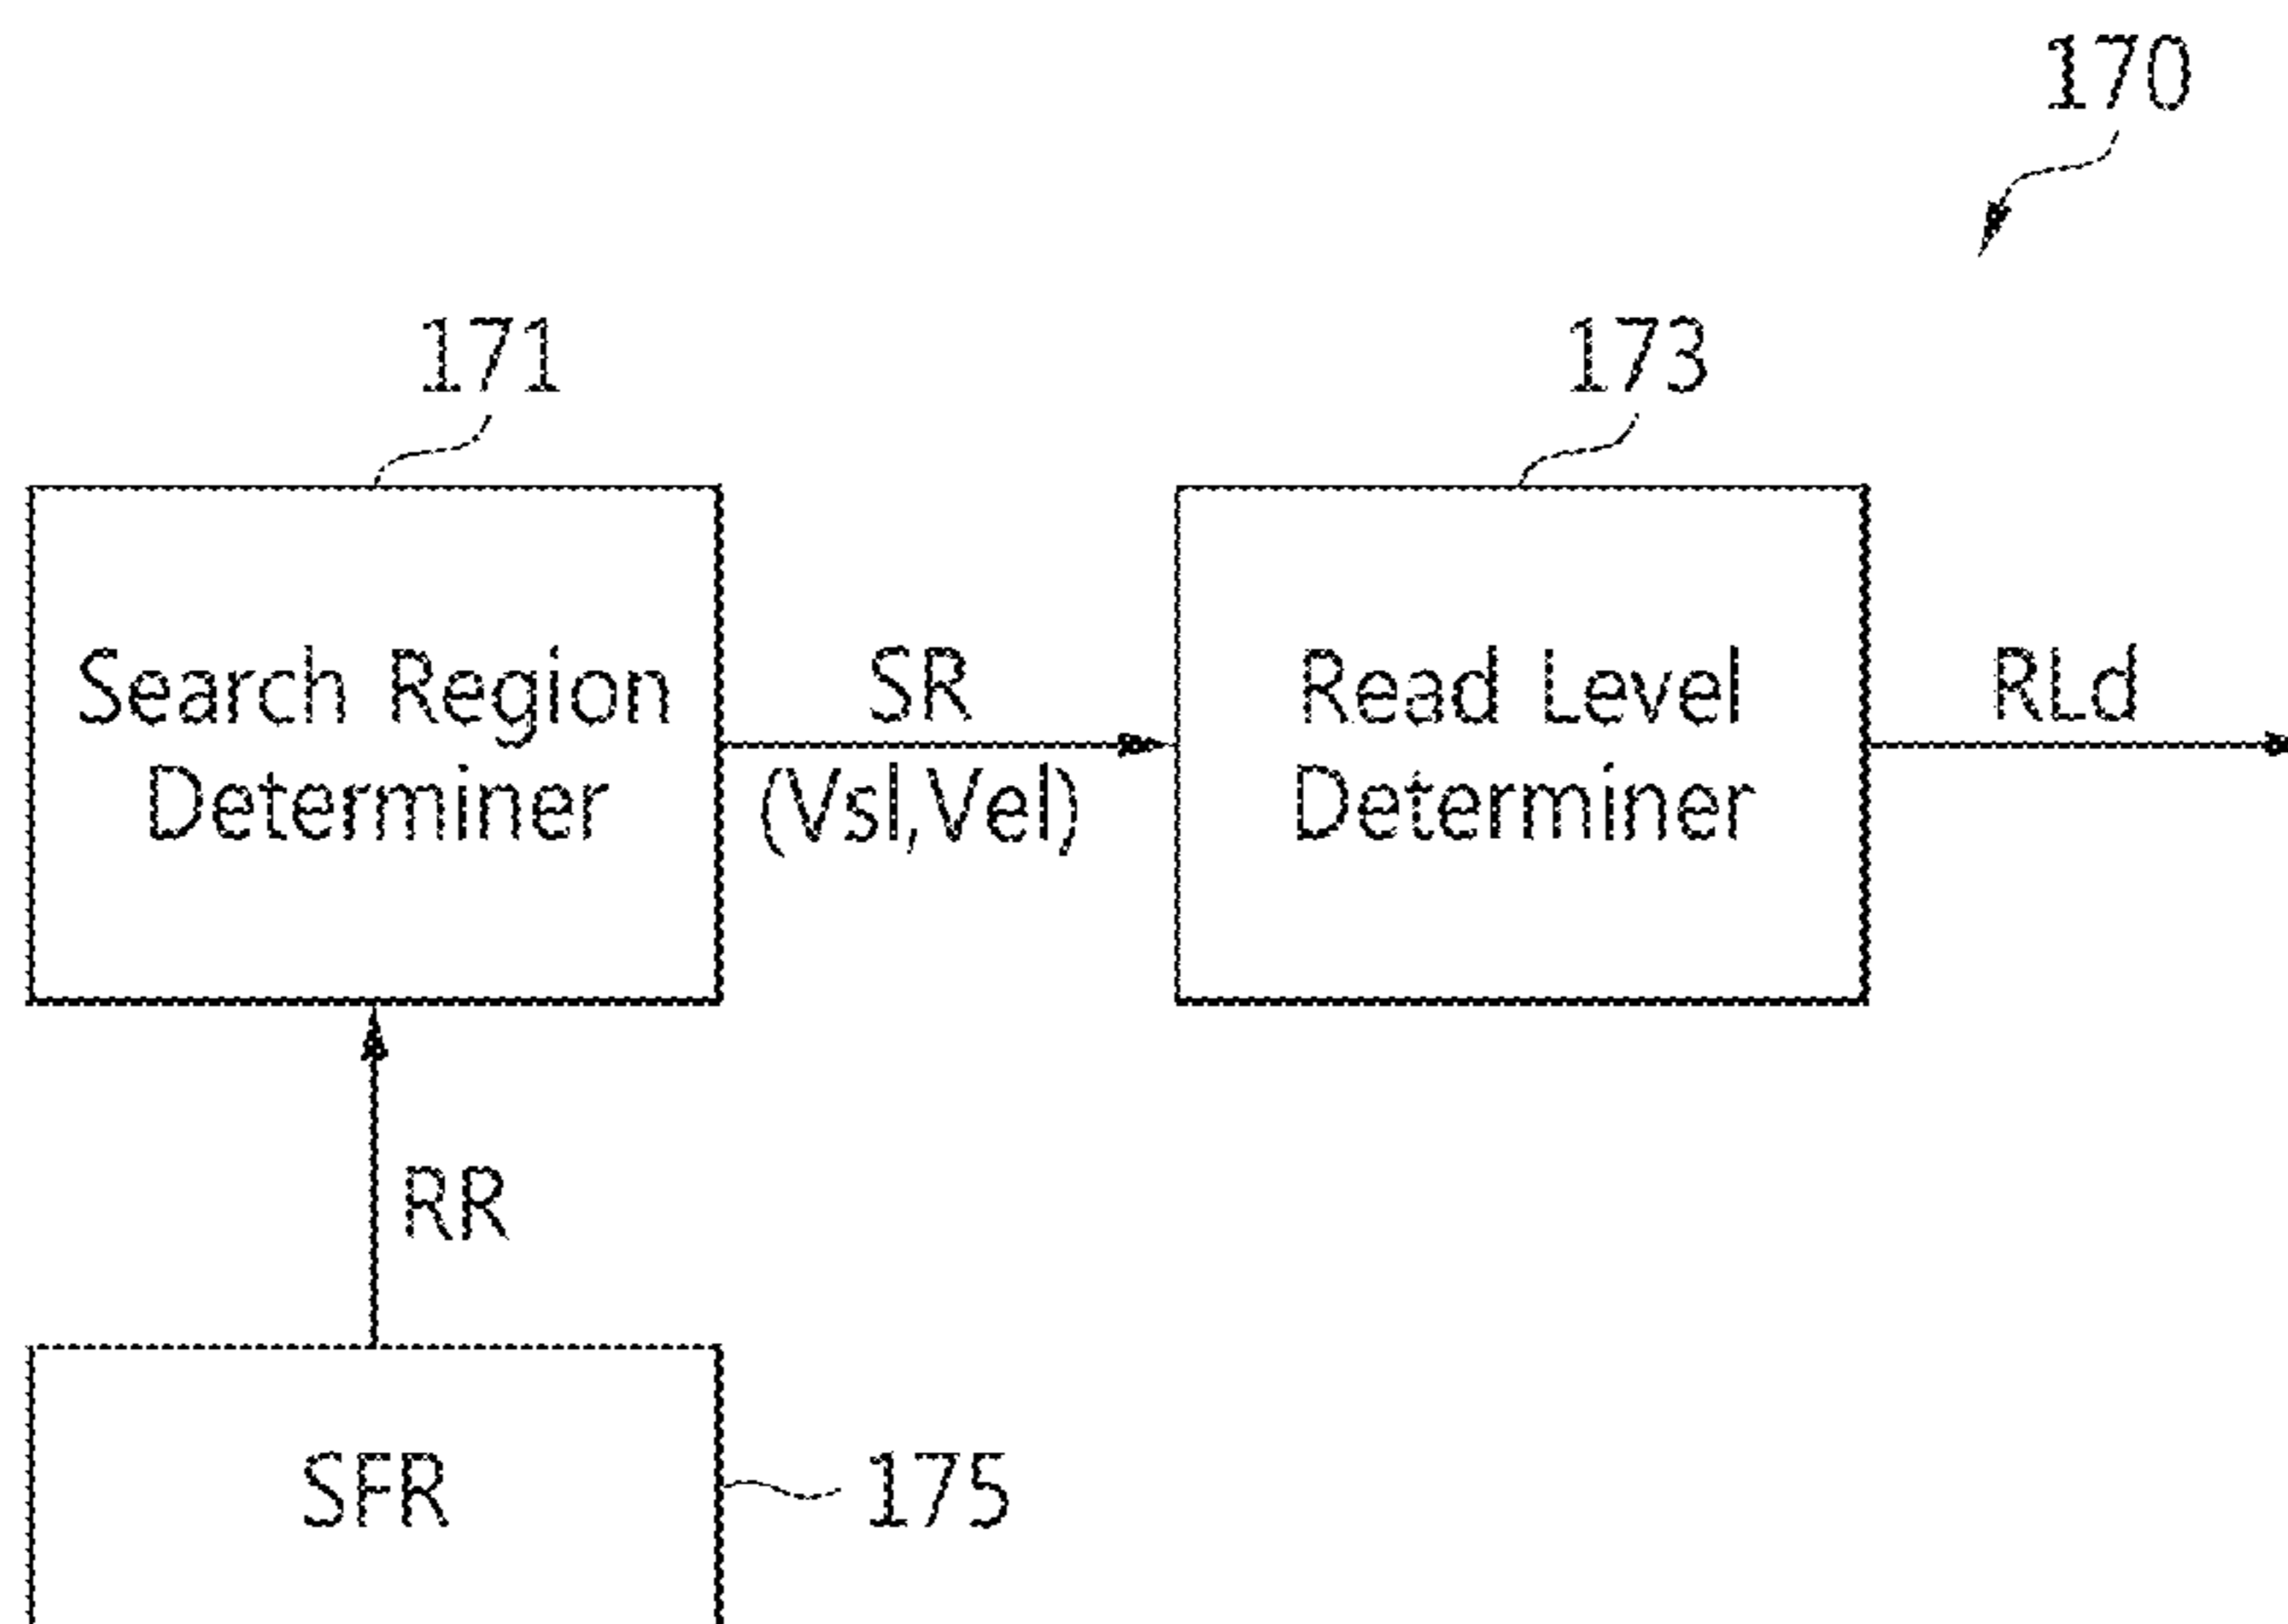 170
171
173
Search Region
Determiner
SR
(Vsl,Vel)
Read Level
Determiner
RLd
RR
SFR
175